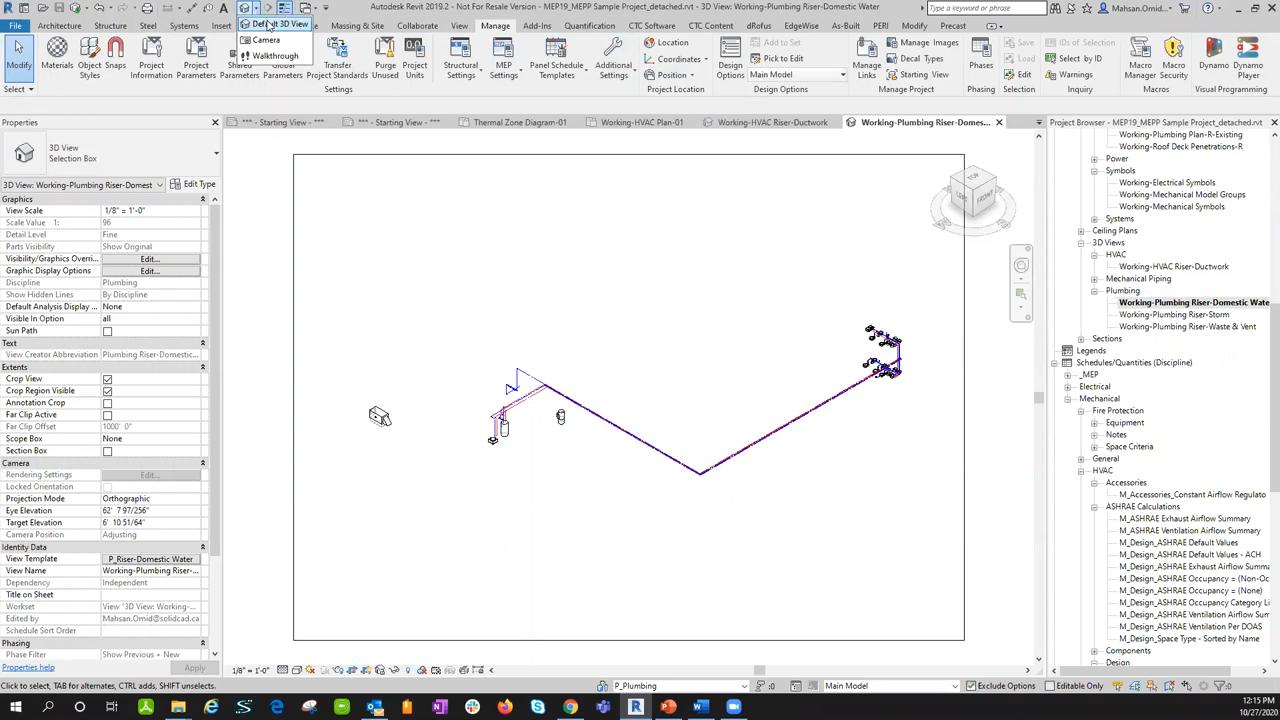 Autodesk Revit 2019.2 - Not For Resale Version - MEP19_MEPP Sample Project_detached.rvt - 3D View: Working-Plumbing Riser-Domestic Water
Type a keyword or phrase
Mahsan.Omid...
File Architecture Structure Steel Systems Insert Massing & Site Collaborate View Manage Add-Ins Quantification CTC Software CTC Content dRofus EdgeWise As-Built PERI Modify Precast
Default 3D View
Camera
Walkthrough
Modify
Materials
Object
Styles
Snaps
Project
Information
Project
Parameters
Shared
Parameters
Parameters
Transfer
Project Standards
Purge
Unused
Project
Units
Structural
Settings
MEP
Settings
Panel Schedule
Templates
Additional
Settings
Location
Coordinates
Position
Design
Options
Add to Set
Pick to Edit
Main Model
Manage
Links
Manage Images
Decal Types
Starting View
Phases
Save
Load
Edit
IDs of Selection
Select by ID
Warnings
Macro
Manager
Macro
Security
Dynamo
Dynamo
Player
Select
Settings
Project Location
Design Options
Manage Project
Phasing
Selection
Inquiry
Macros
Visual Programming
Properties
*** - Starting View - ***
*** - Starting View - ***
Thermal Zone Diagram-01
Working-HVAC Plan-01
Working-HVAC Riser-Ductwork
Working-Plumbing Riser-Domes...
Project Browser - MEP19_MEPP Sample Project_detached.rvt
3D View
Selection Box
3D View: Working-Plumbing Riser-Domest
Edit Type
Graphics
View Scale 1/8" = 1'-0"
Scale Value 1: 96
Detail Level Fine
Parts Visibility Show Original
Visibility/Graphics Overri... Edit...
Graphic Display Options Edit...
Discipline Plumbing
Show Hidden Lines By Discipline
Default Analysis Display ... None
Visible In Option all
Sun Path
Text
View Creator Abbreviation Plumbing Riser-Domestic...
Extents
Crop View
Crop Region Visible
Annotation Crop
Far Clip Active
Far Clip Offset 1000' 0"
Scope Box None
Section Box
Camera
Rendering Settings Edit...
Locked Orientation
Projection Mode Orthographic
Eye Elevation 62' 7 97/256"
Target Elevation 6' 10 51/64"
Camera Position Adjusting
Identity Data
View Template P_Riser-Domestic Water
View Name Working-Plumbing Riser-...
Dependency Independent
Title on Sheet
Workset View "3D View: Working-...
Edited by Mahsan.Omid@solidcad.ca
Schedule Sort Order
Phasing
Phase Filter Show Previous + New
Properties help
Apply
TOP
LEFT
FRONT
Working-Plumbing Plan-R-Existing
Working-Roof Deck Penetrations-R
Power
Symbols
Working-Electrical Symbols
Working-Mechanical Model Groups
Working-Mechanical Symbols
Systems
Ceiling Plans
3D Views
HVAC
Working-HVAC Riser-Ductwork
Mechanical Piping
Plumbing
Working-Plumbing Riser-Domestic Wate
Working-Plumbing Riser-Storm
Working-Plumbing Riser-Waste & Vent
Sections
Legends
Schedules/Quantities (Discipline)
_MEP
Electrical
Mechanical
Fire Protection
Equipment
Notes
Space Criteria
General
HVAC
Accessories
M_Accessories_Constant Airflow Regulato
ASHRAE Calculations
M_ASHRAE Exhaust Airflow Summary
M_ASHRAE Ventilation Airflow Summary
M_Design_ASHRAE Default Values
M_Design_ASHRAE Default Values - ACH
M_Design_ASHRAE Exhaust Airflow Summa
M_Design_ASHRAE Occupancy = (Non-Oc
M_Design_ASHRAE Occupancy = (None)
M_Design_ASHRAE Occupancy Category Li
M_Design_ASHRAE Ventilation Airflow Sum
M_Design_ASHRAE Ventilation Per DOAS
M_Design_Space Type - Sorted by Name
Components
Design
1/8" = 1'-0"
Click to select, TAB for alternates, CTRL adds, SHIFT unselects.
P_Plumbing
:0
Main Model
Exclude Options
Editable Only
:0
12:15 PM
10/27/2020